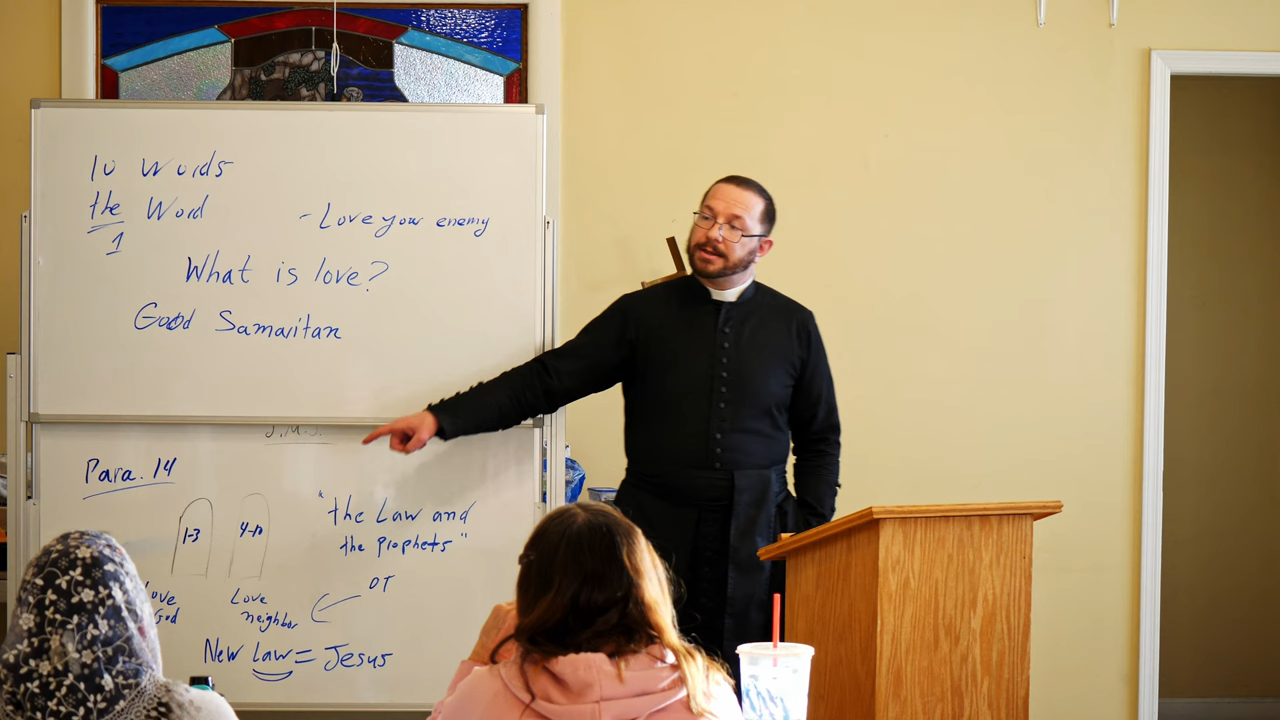 10 Words
the Word
1
- Love your enemy
What is love?
Good Samaritan
J.M.J.
Para. 14
1-3
4-10
"the Law and
the Prophets"
OT
Love
neighbor
God
New Law = Jesus